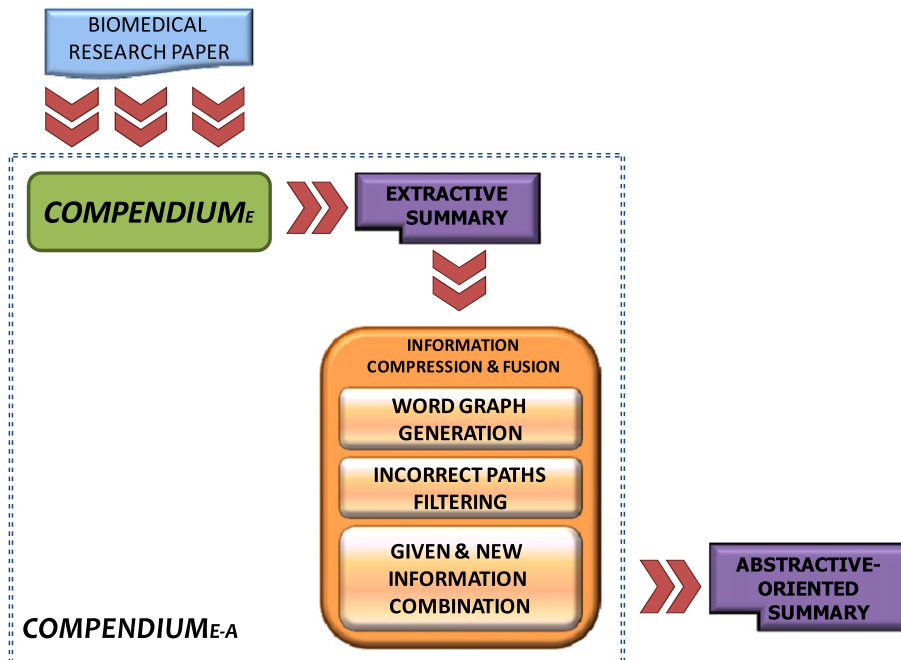 BIOMEDICAL
RESEARCH PAPER
COMPENDIUME
EXTRACTIVE
SUMMARY
INFORMATION
COMPRESSION & FUSION
WORD GRAPH
GENERATION
INCORRECT PATHS
FILTERING
GIVEN & NEW
INFORMATION
COMBINATION
ABSTRACTIVE-
ORIENTED
SUMMARY
COMPENDIUME-A